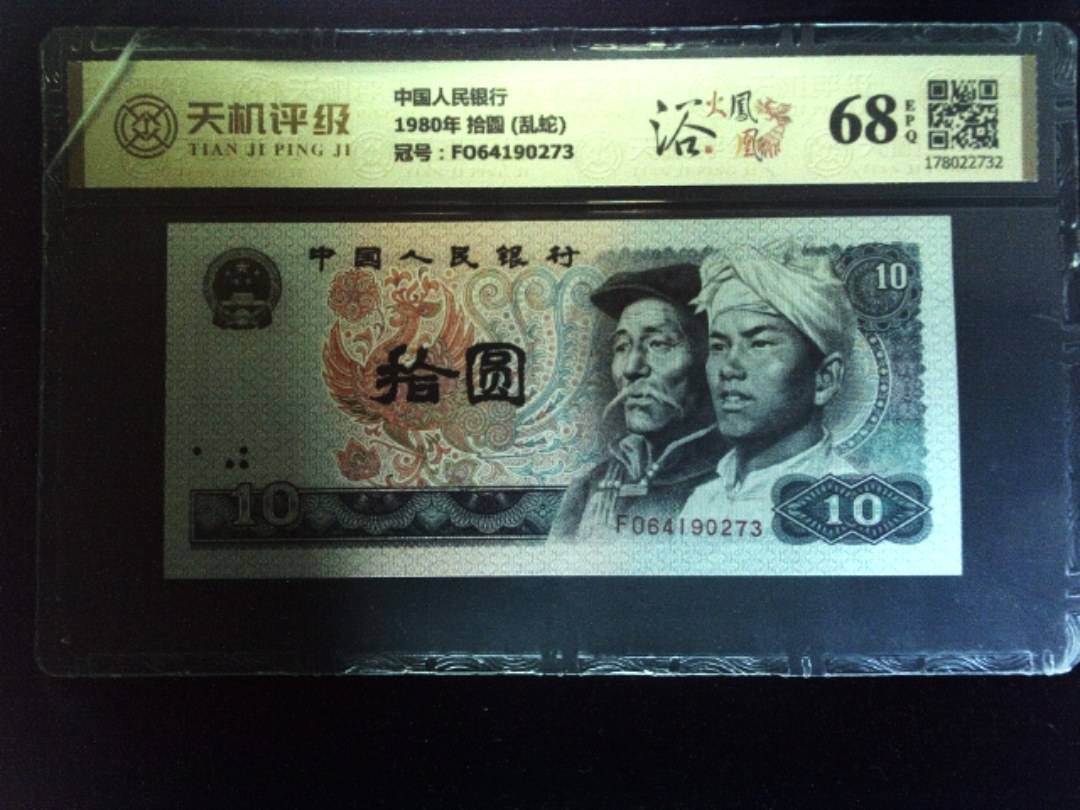 天机评级
TIAN JI PING JI
中国人民银行
1980年 拾圆 (乱蛇)
冠号：FO64190273
浴火凤凰
68
EPQ
178022732
中国人民银行
10
拾圆
10
FO64190273
10